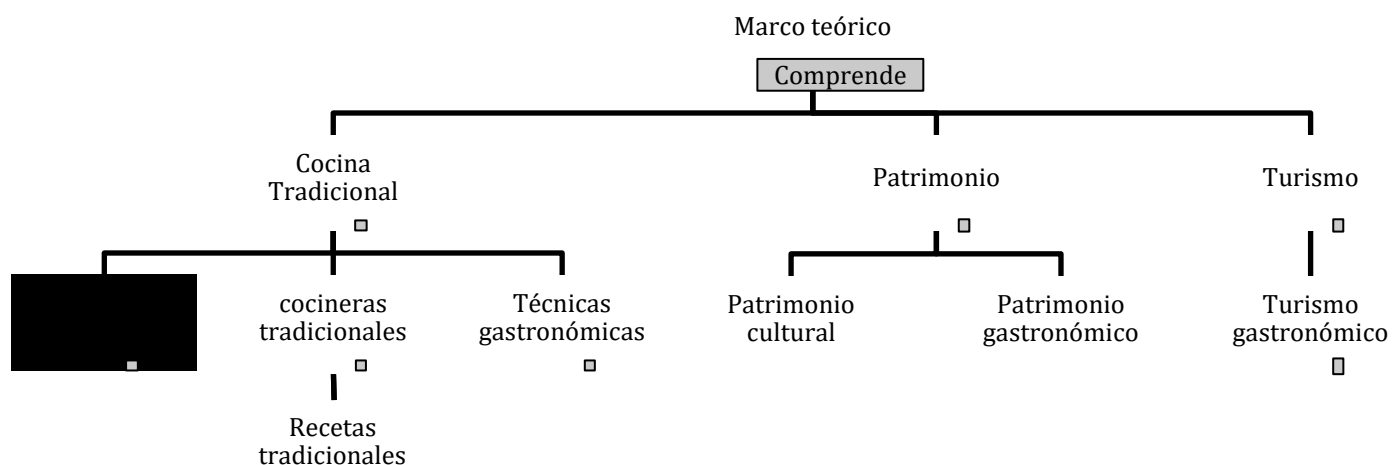 Marco teórico
Comprende
Cocina
Tradicional
Patrimonio
Turismo
cocineras
tradicionales
Técnicas
gastronómicas
Patrimonio
cultural
Patrimonio
gastronómico
Turismo
gastronómico
Recetas
tradicionales